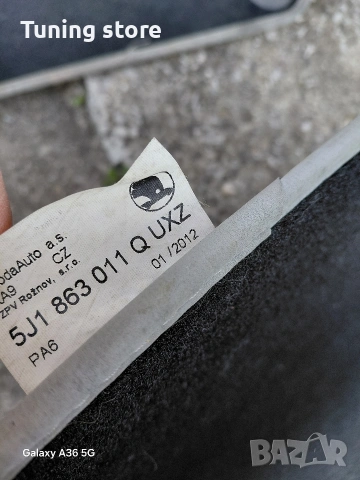 Tuning store
odaAuto a.s.
A9 CZ
ZPV Rožnov, s.r.o.
5J1 863 011 Q UXZ
PA6 01/2012
Galaxy A36 5G
BAZAR